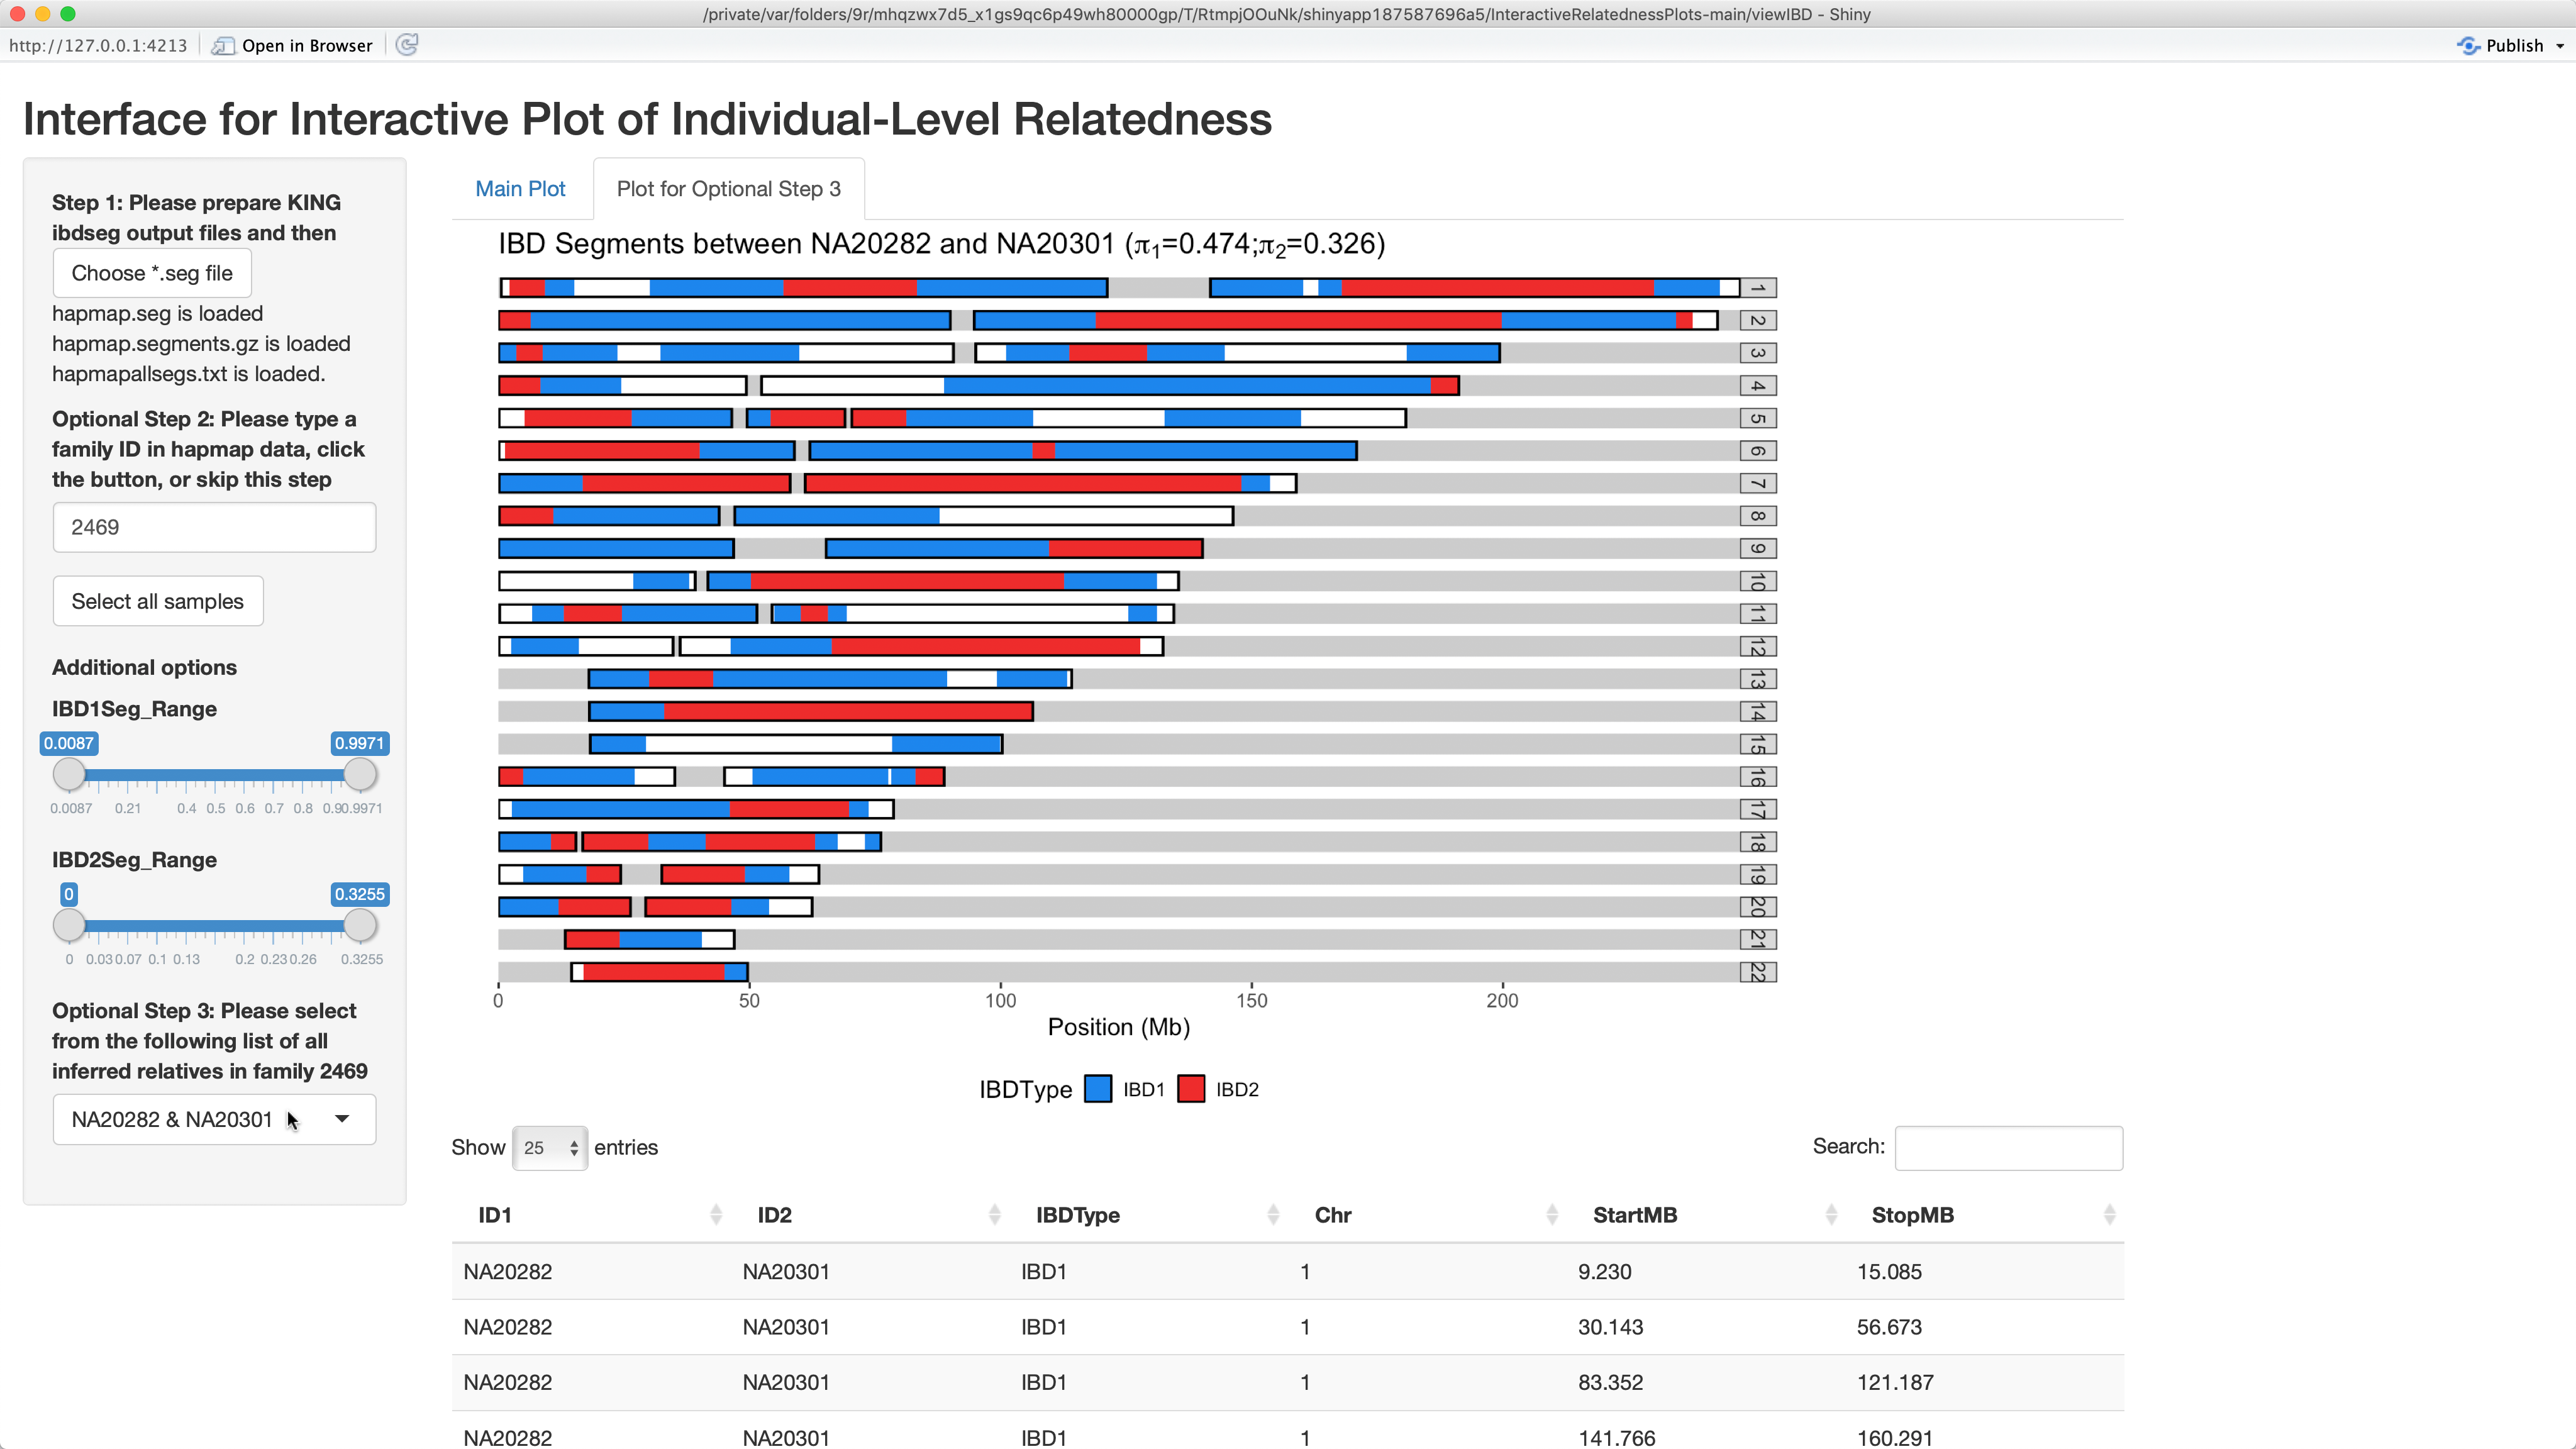 /private/var/folders/9r/mhqzwx7d5_x1gs9qc6p49wh80000gp/T/RtmpjOOuNk/shinyapp187587696a5/InteractiveRelatednessPlots-main/viewIBD - Shiny
http://127.0.0.1:4213 Open in Browser Publish
Interface for Interactive Plot of Individual-Level Relatedness
Step 1: Please prepare KING
ibdseg output files and then
Choose *.seg file
hapmap.seg is loaded
hapmap.segments.gz is loaded
hapmapallsegs.txt is loaded.
Optional Step 2: Please type a
family ID in hapmap data, click
the button, or skip this step
2469
Select all samples
Additional options
IBD1Seg_Range
0.0087 0.9971
0.0087 0.21 0.4 0.5 0.6 0.7 0.8 0.90.9971
IBD2Seg_Range
0 0.3255
0 0.03 0.07 0.1 0.13 0.2 0.23 0.26 0.3255
Optional Step 3: Please select
from the following list of all
inferred relatives in family 2469
NA20282 & NA20301
Main Plot Plot for Optional Step 3
IBD Segments between NA20282 and NA20301 (π1=0.474;π2=0.326)
1
2
3
4
5
6
7
8
9
10
11
12
13
14
15
16
17
18
19
20
21
22
0 50 100 150 200
Position (Mb)
IBDType IBD1 IBD2
Show 25 entries Search:
ID1 ID2 IBDType Chr StartMB StopMB
NA20282 NA20301 IBD1 1 9.230 15.085
NA20282 NA20301 IBD1 1 30.143 56.673
NA20282 NA20301 IBD1 1 83.352 121.187
NA20282 NA20301 IBD1 1 141.766 160.291